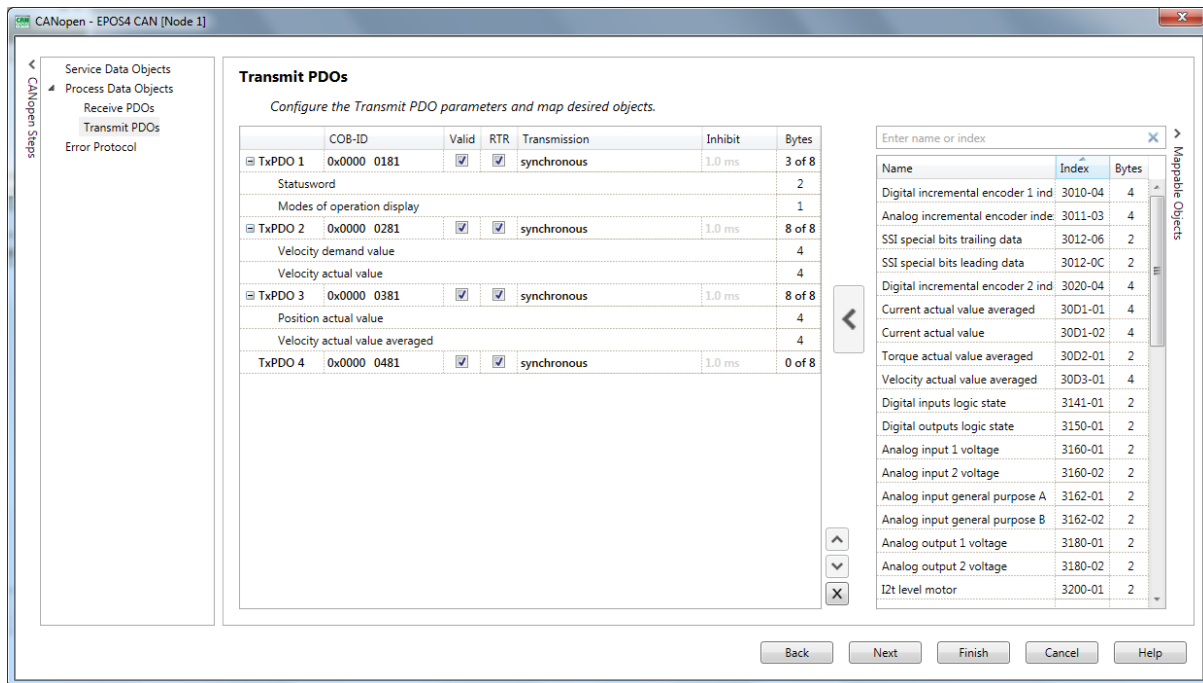 CANopen - EPOS4 CAN [Node 1]
CANopen Steps
Service Data Objects
Process Data Objects
Receive PDOs
Transmit PDOs
Error Protocol
Transmit PDOs
Configure the Transmit PDO parameters and map desired objects.
COB-ID Valid RTR Transmission Inhibit Bytes
TxPDO 1 0x0000 0181 synchronous 1.0 ms 3 of 8
Statusword 2
Modes of operation display 1
TxPDO 2 0x0000 0281 synchronous 1.0 ms 8 of 8
Velocity demand value 4
Velocity actual value 4
TxPDO 3 0x0000 0381 synchronous 1.0 ms 8 of 8
Position actual value 4
Velocity actual value averaged 4
TxPDO 4 0x0000 0481 synchronous 1.0 ms 0 of 8
Enter name or index
Mappable Objects
Name Index Bytes
Digital incremental encoder 1 ind 3010-04 4
Analog incremental encoder inde 3011-03 4
SSI special bits trailing data 3012-06 2
SSI special bits leading data 3012-0C 2
Digital incremental encoder 2 ind 3020-04 4
Current actual value averaged 30D1-01 4
Current actual value 30D1-02 4
Torque actual value averaged 30D2-01 2
Velocity actual value averaged 30D3-01 4
Digital inputs logic state 3141-01 2
Digital outputs logic state 3150-01 2
Analog input 1 voltage 3160-01 2
Analog input 2 voltage 3160-02 2
Analog input general purpose A 3162-01 2
Analog input general purpose B 3162-02 2
Analog output 1 voltage 3180-01 2
Analog output 2 voltage 3180-02 2
I2t level motor 3200-01 2
Back Next Finish Cancel Help